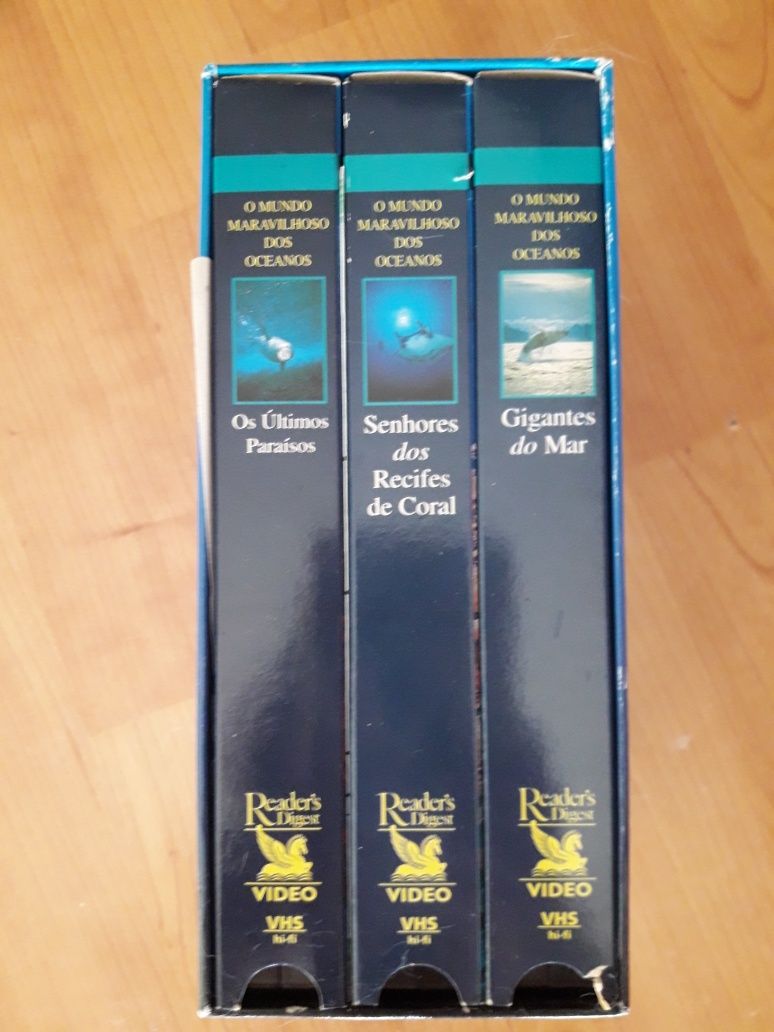 O MUNDO
MARAVILHOSO
DOS
OCEANOS
Os Últimos
Paraísos
Reader's
Digest
VIDEO
VHS
hi-fi
O MUNDO
MARAVILHOSO
DOS
OCEANOS
Senhores
dos
Recifes
de Coral
Reader's
Digest
VIDEO
VHS
hi-fi
O MUNDO
MARAVILHOSO
DOS
OCEANOS
Gigantes
do Mar
Reader's
Digest
VIDEO
VHS
hi-fi